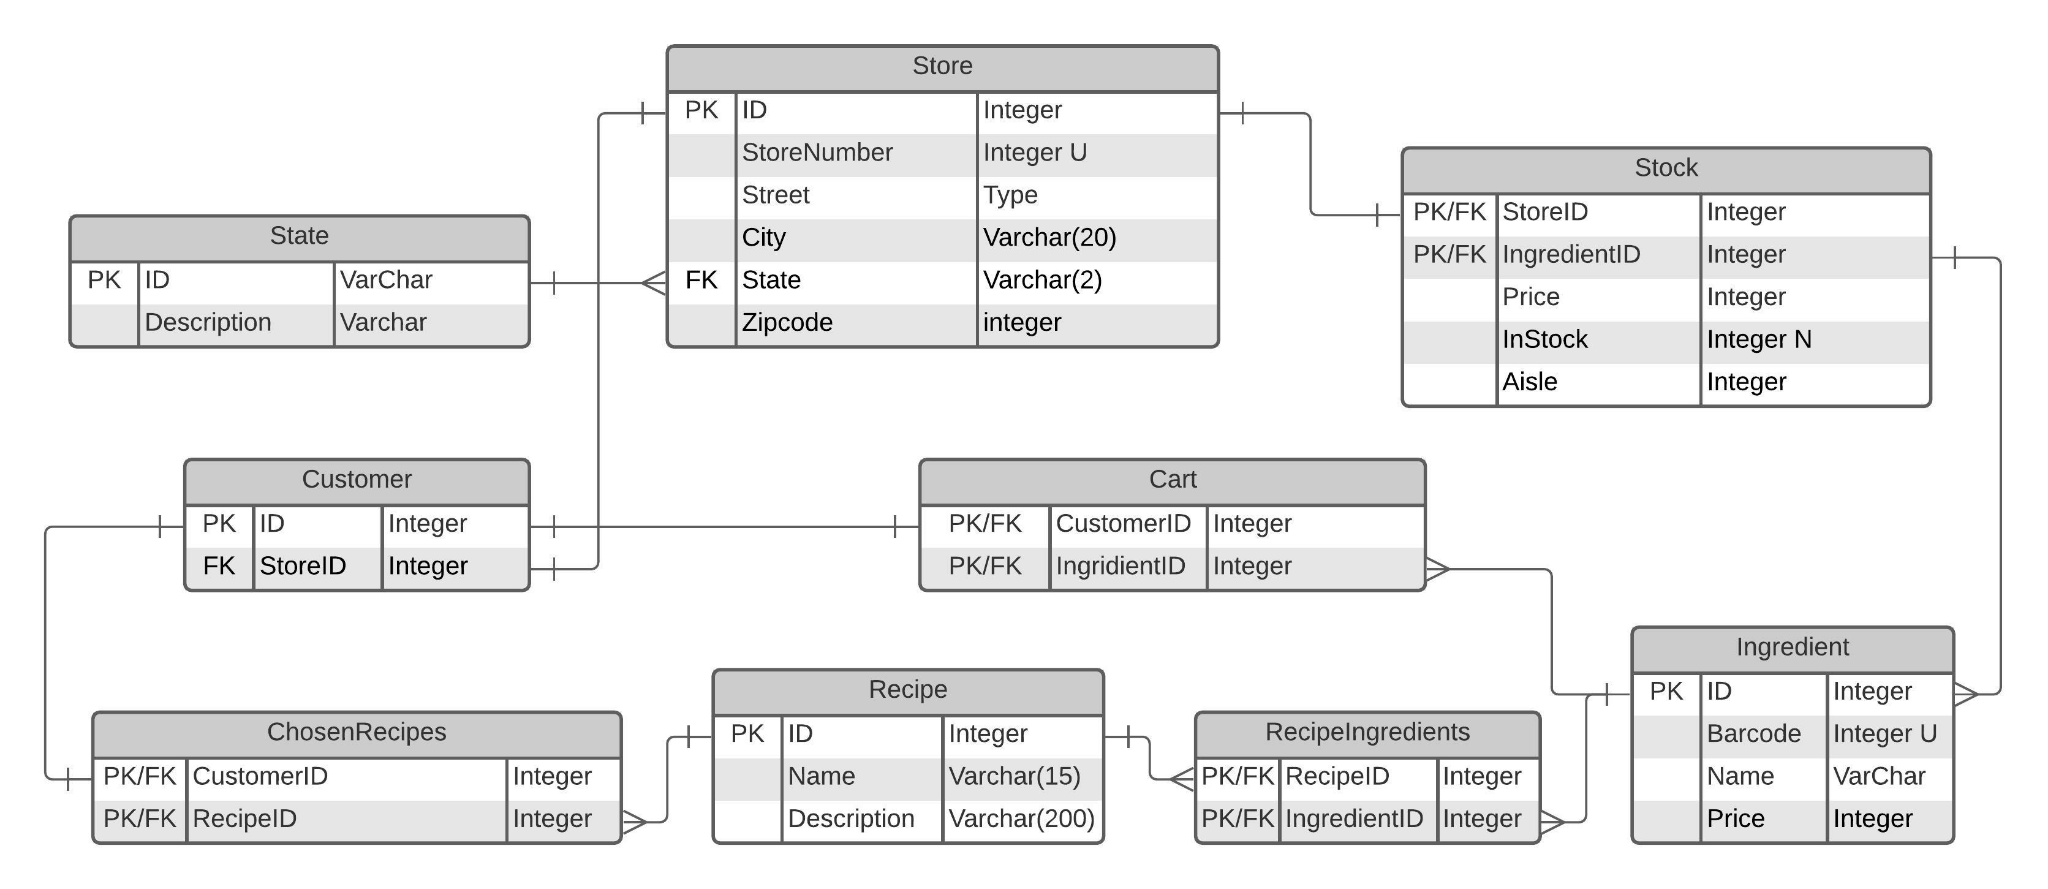 Store
PK ID Integer
StoreNumber Integer U
Street Type
City Varchar(20)
FK State Varchar(2)
Zipcode integer
Stock
PK/FK StoreID Integer
PK/FK IngredientID Integer
Price Integer
InStock Integer N
Aisle Integer
State
PK ID VarChar
Description Varchar
Customer
PK ID Integer
FK StoreID Integer
Cart
PK/FK CustomerID Integer
PK/FK IngridientID Integer
Ingredient
PK ID Integer
Barcode Integer U
Name VarChar
Price Integer
ChosenRecipes
PK/FK CustomerID Integer
PK/FK RecipeID Integer
Recipe
PK ID Integer
Name Varchar(15)
Description Varchar(200)
RecipeIngredients
PK/FK RecipeID Integer
PK/FK IngredientID Integer